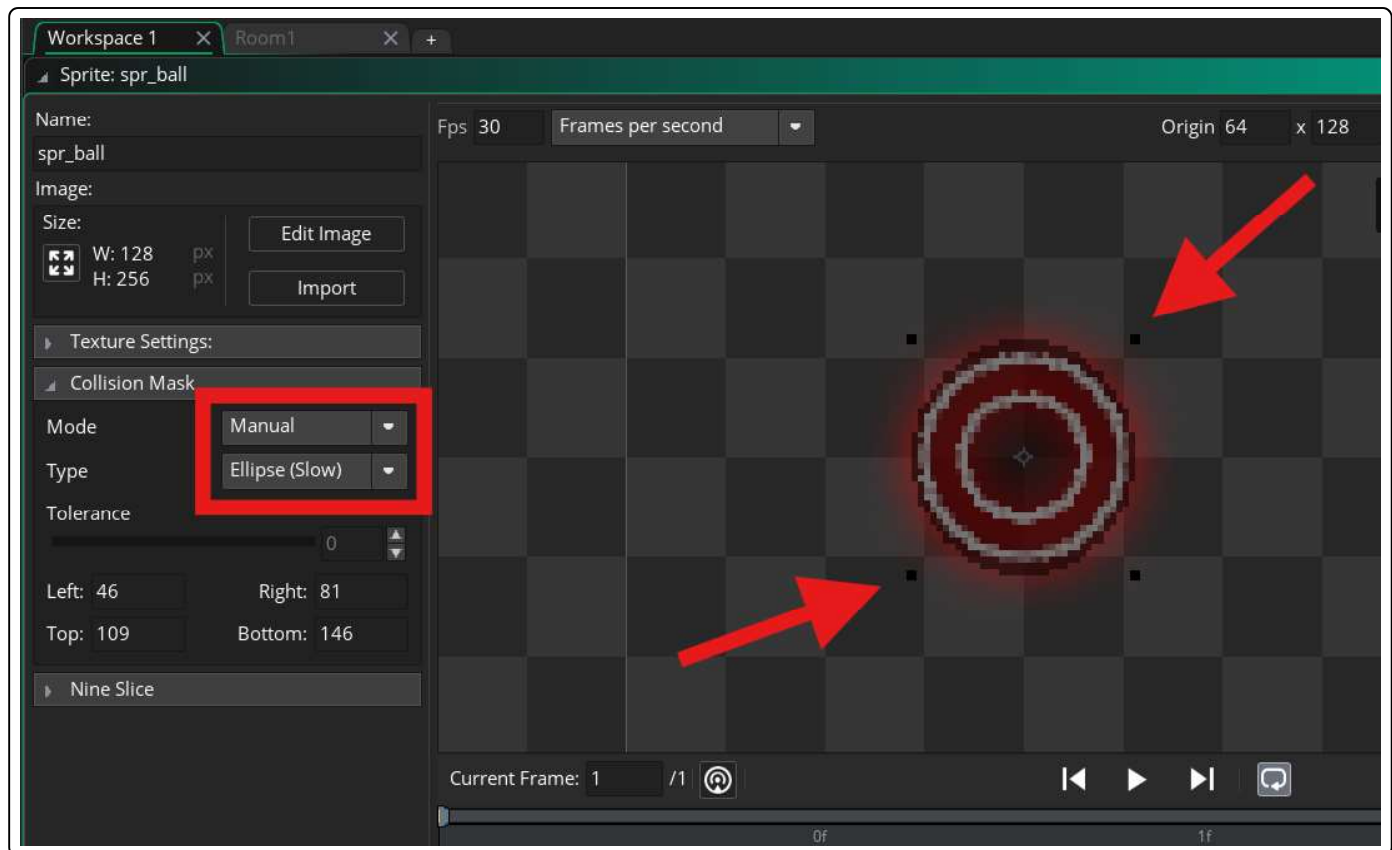 Workspace 1
Room1
+
Sprite: spr_ball
Name:
spr_ball
Image:
Size:
W: 128 px
H: 256 px
Edit Image
Import
Texture Settings:
Collision Mask
Mode Manual
Type Ellipse (Slow)
Tolerance
0
Left: 46 Right: 81
Top: 109 Bottom: 146
Nine Slice
Fps 30 Frames per second Origin 64 x 128
Current Frame: 1 /1
0f 1f